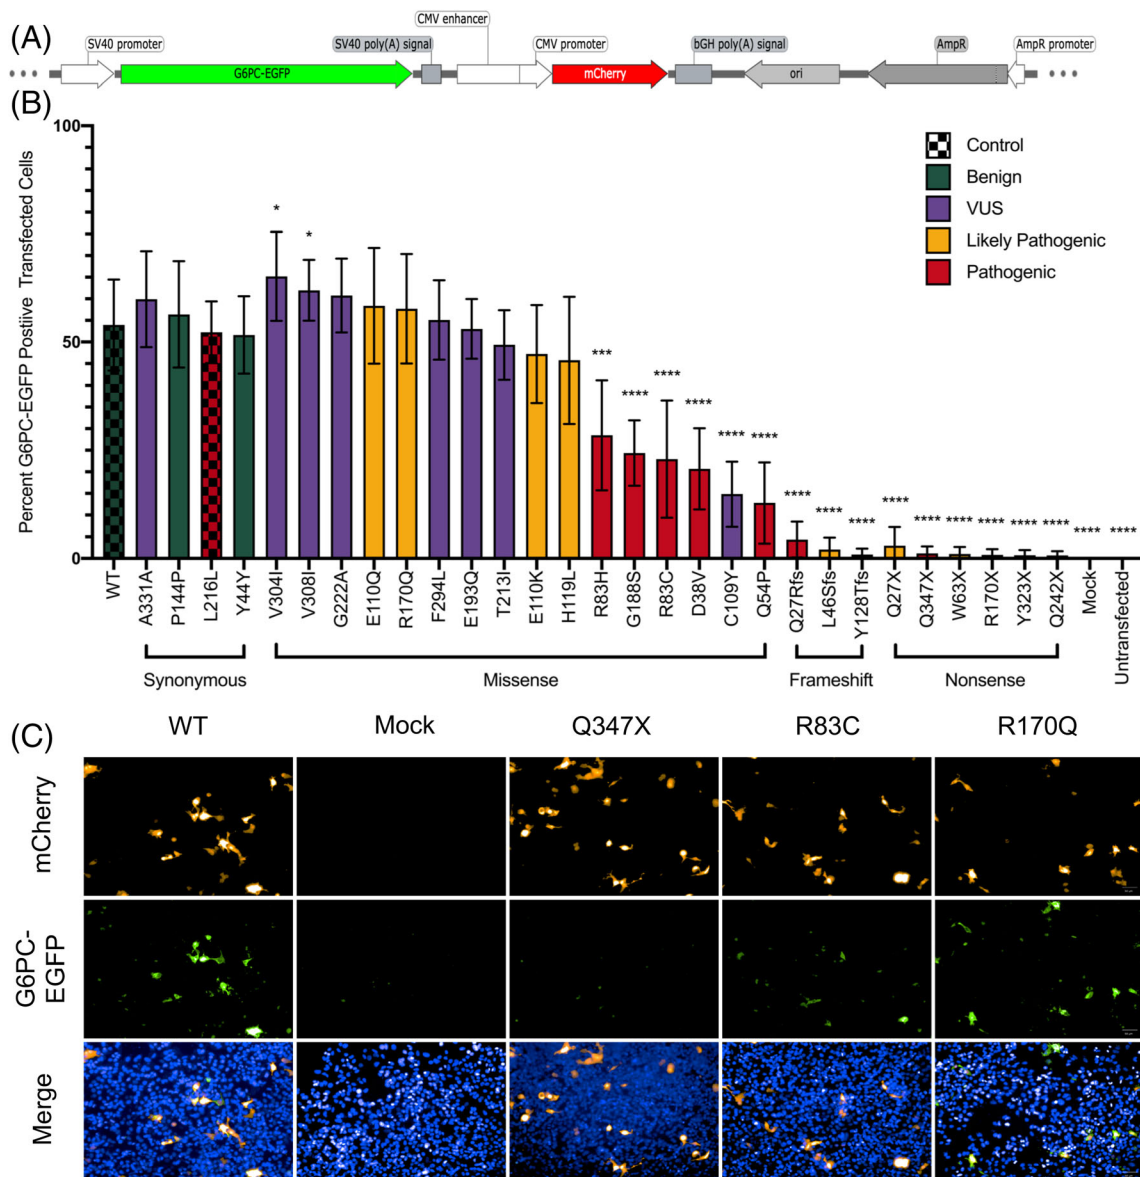 (A)
CMV enhancer
SV40 promoter
SV40 poly(A) signal
CMV promoter
bGH poly(A) signal
AmpR
AmpR promoter
G6PC-EGFP
mCherry
ori
(B)
Percent G6PC-EGFP Postive Transfected Cells
100
50
0
Control
Benign
VUS
Likely Pathogenic
Pathogenic
* * *** **** **** **** **** **** **** **** **** **** **** **** **** **** **** **** ****
WT A331A P144P L216L Y44Y V304I V308I G222A E110Q R170Q F294L E193Q T213I E110K H119L R83H G188S R83C D38V C109Y Q54P Q27Rfs L46Sfs Y128Tfs Q27X Q347X W63X R170X Y323X Q242X Mock Untransfected
Synonymous Missense Frameshift Nonsense
(C)
WT Mock Q347X R83C R170Q
mCherry
G6PC-
EGFP
Merge